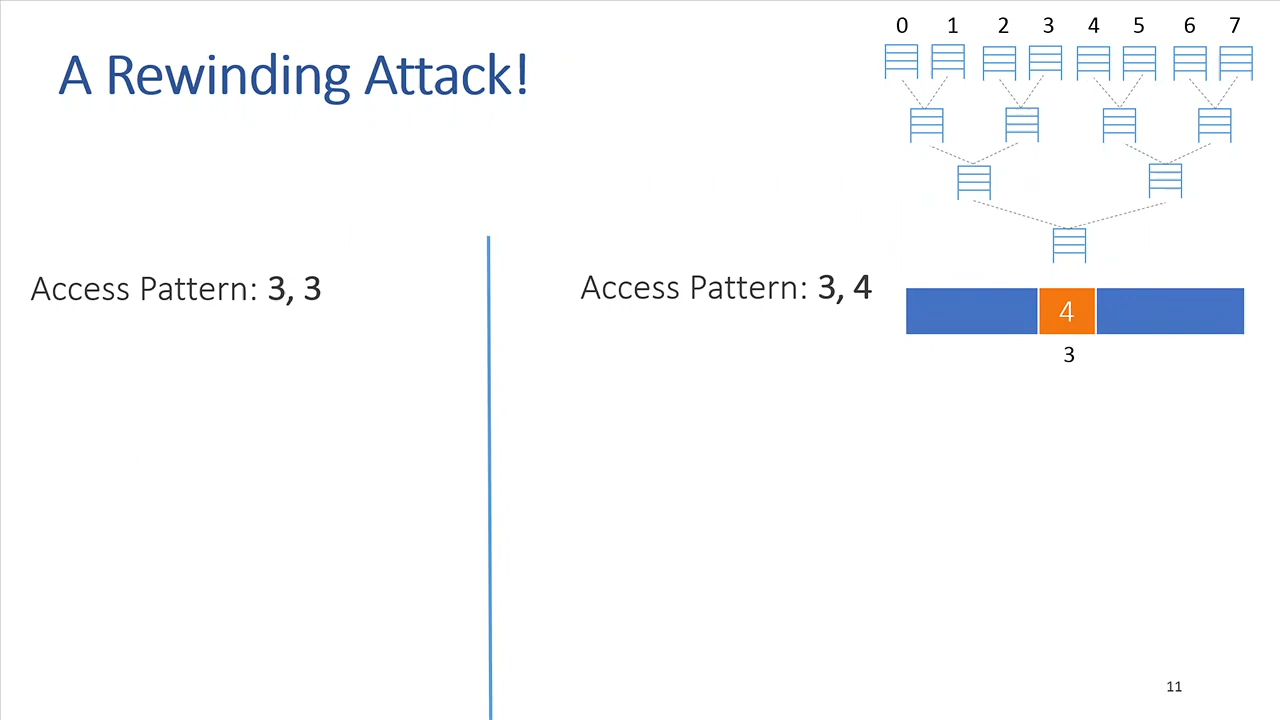 0 1 2 3 4 5 6 7
A Rewinding Attack!
Access Pattern: 3, 3
Access Pattern: 3, 4
4
3
11